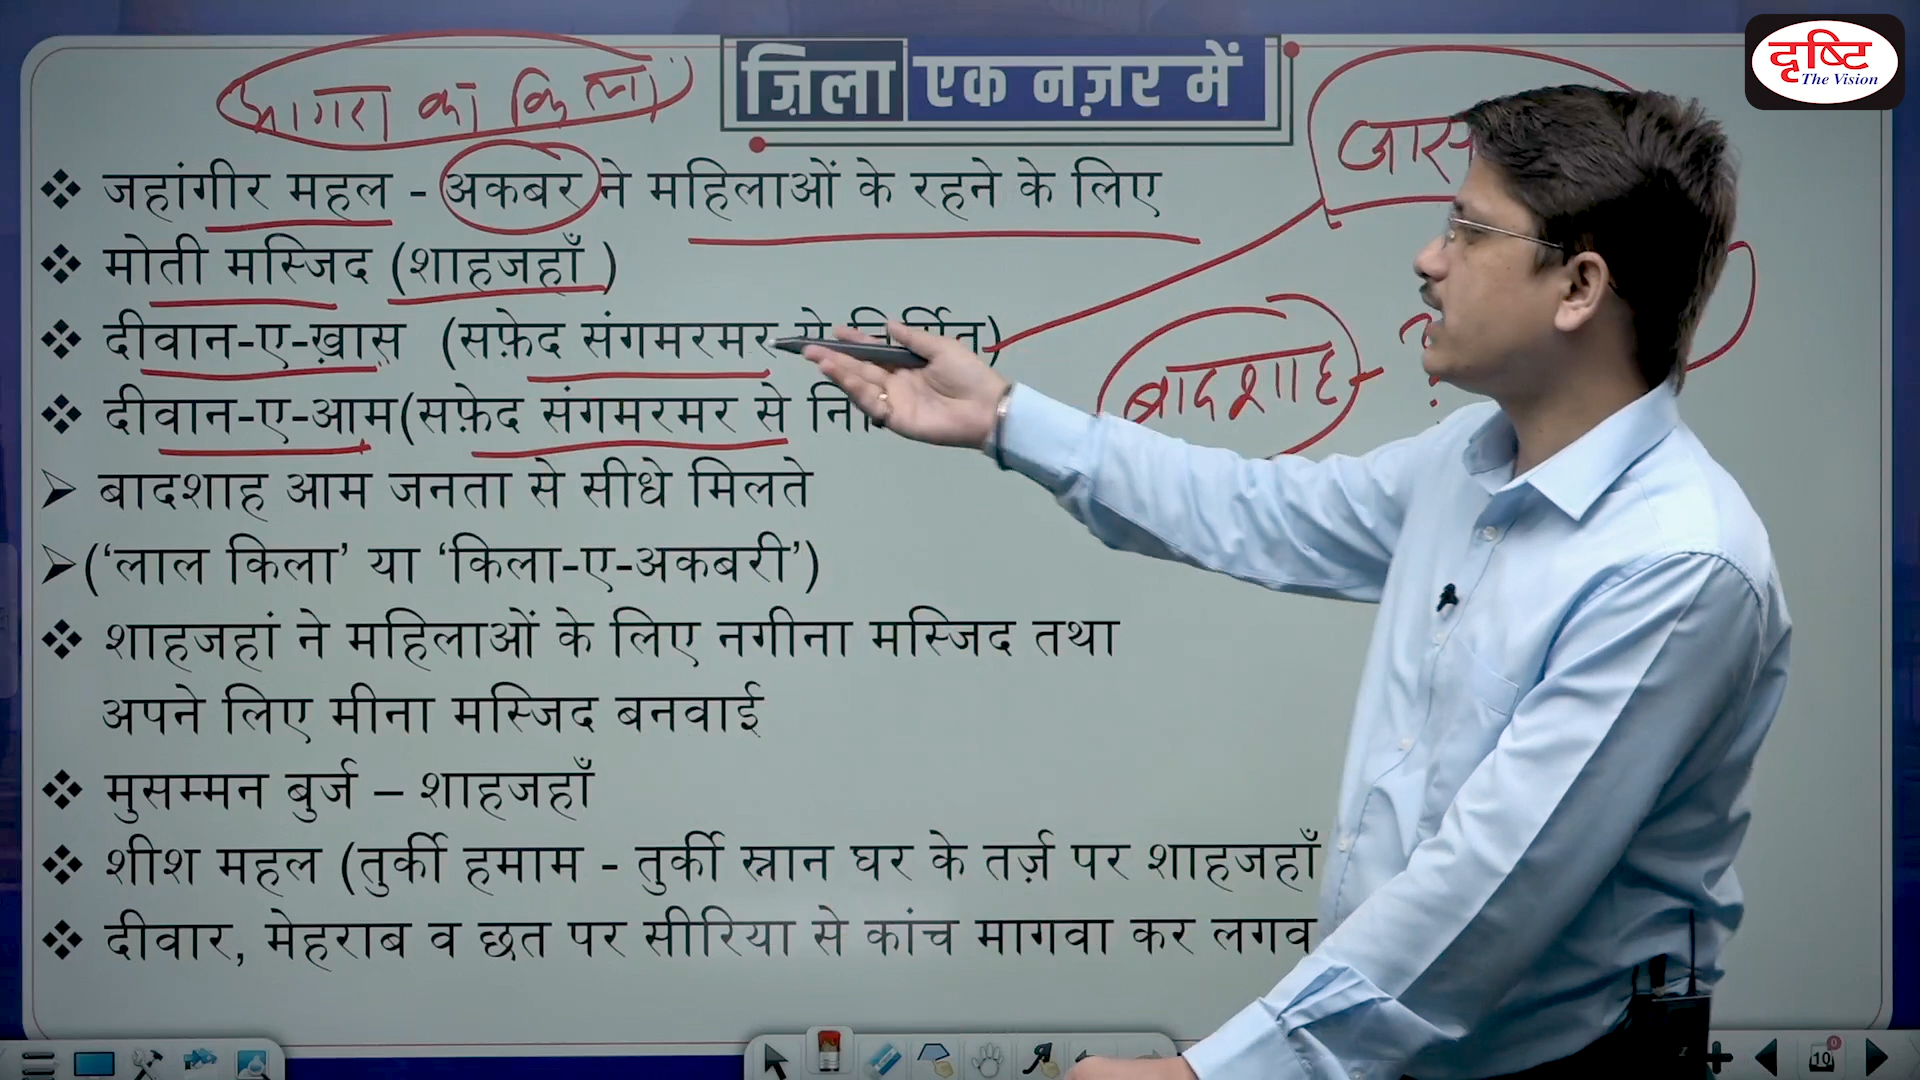 दृष्टि
The Vision
ज़िला एक नज़र में
आगरा का किला
जहांगीर महल - अकबर ने महिलाओं के रहने के लिए
मोती मस्जिद (शाहजहाँ )
दीवान-ए-ख़ास (सफ़ेद संगमरमर से निर्मित)
दीवान-ए-आम(सफ़ेद संगमरमर से
बादशाह
बादशाह आम जनता से सीधे मिलते
(‘लाल किला’ या ‘किला-ए-अकबरी’)
शाहजहां ने महिलाओं के लिए नगीना मस्जिद तथा
अपने लिए मीना मस्जिद बनवाई
मुसम्मन बुर्ज – शाहजहाँ
शीश महल (तुर्की हमाम - तुर्की स्नान घर के तर्ज़ पर शाहजहाँ
दीवार, मेहराब व छत पर सीरिया से कांच मागवा कर
10